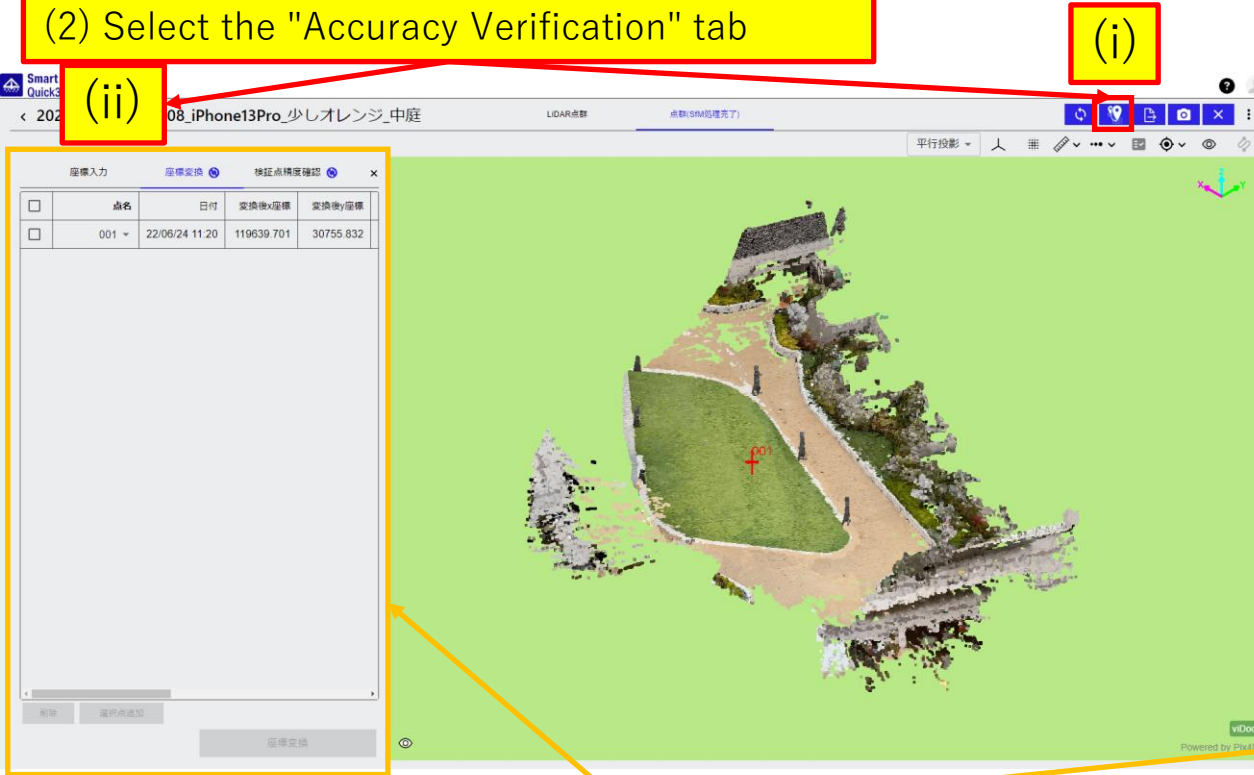 (2) Select the "Accuracy Verification" tab
(i)
(ii)
Smart
Quick3
202
08_iPhone13Pro_少しオレンジ_中庭
LiDAR点群
点群(SfM処理完了)
平行投影
座標入力
座標変換
検証点精度確認
点名
日付
変換後x座標
変換後y座標
001
22/06/24 11:20
119639.701
30755.832
X
Z
Y
001
削除
選択点追加
座標変換
viDoc
Powered by Pix4